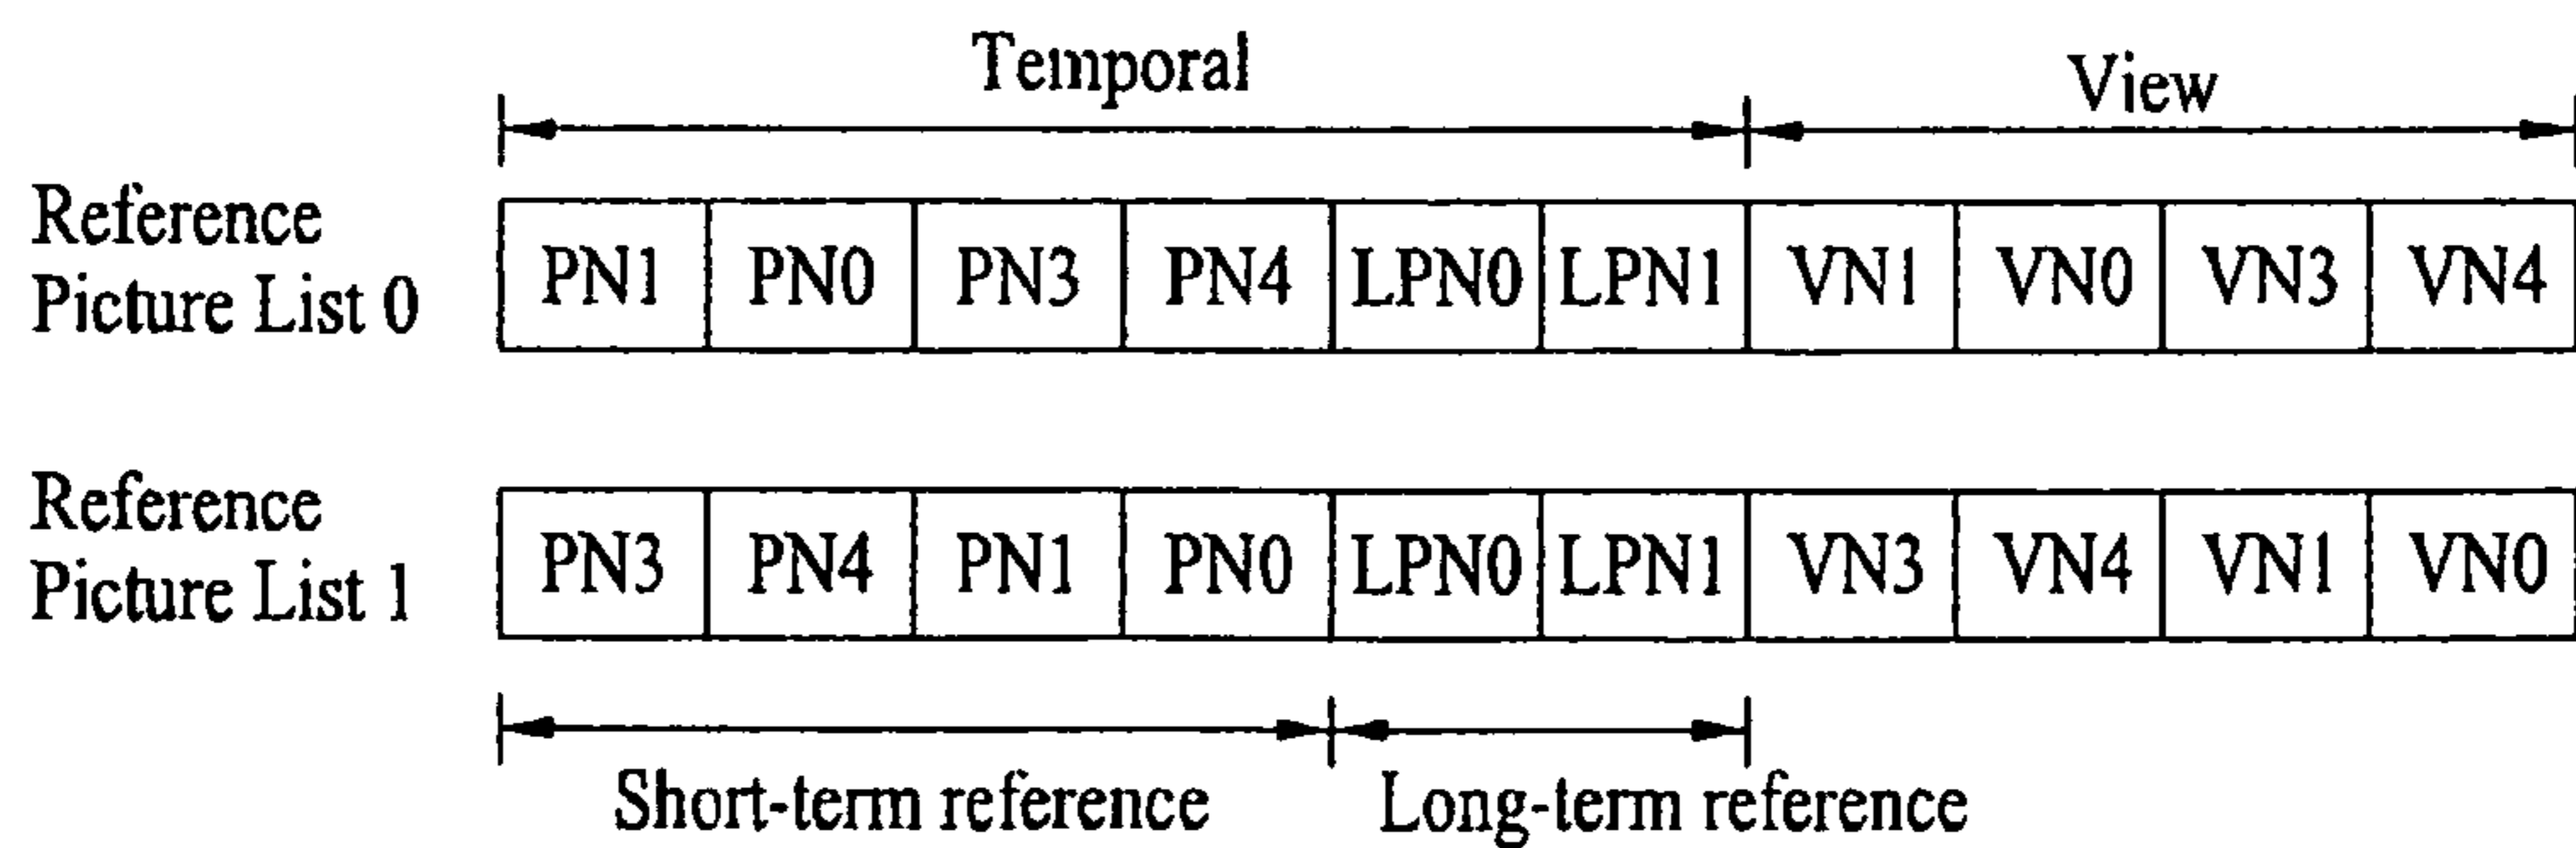 Temporal View
Reference
Picture List 0
PN1 PN0 PN3 PN4 LPN0 LPN1 VN1 VN0 VN3 VN4
Reference
Picture List 1
PN3 PN4 PN1 PN0 LPN0 LPN1 VN3 VN4 VN1 VN0
Short-term reference Long-term reference